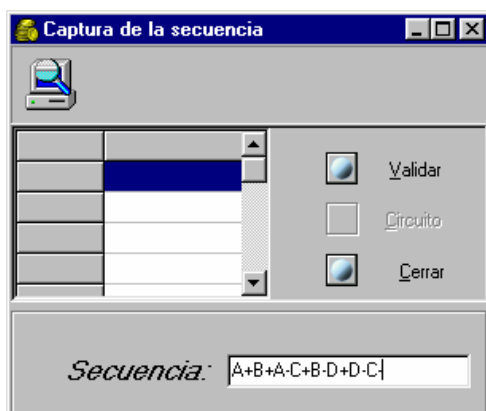 Captura de la secuencia
Validar
Circuito
Cerrar
Secuencia: A+B+A-C+B-D+D-C-